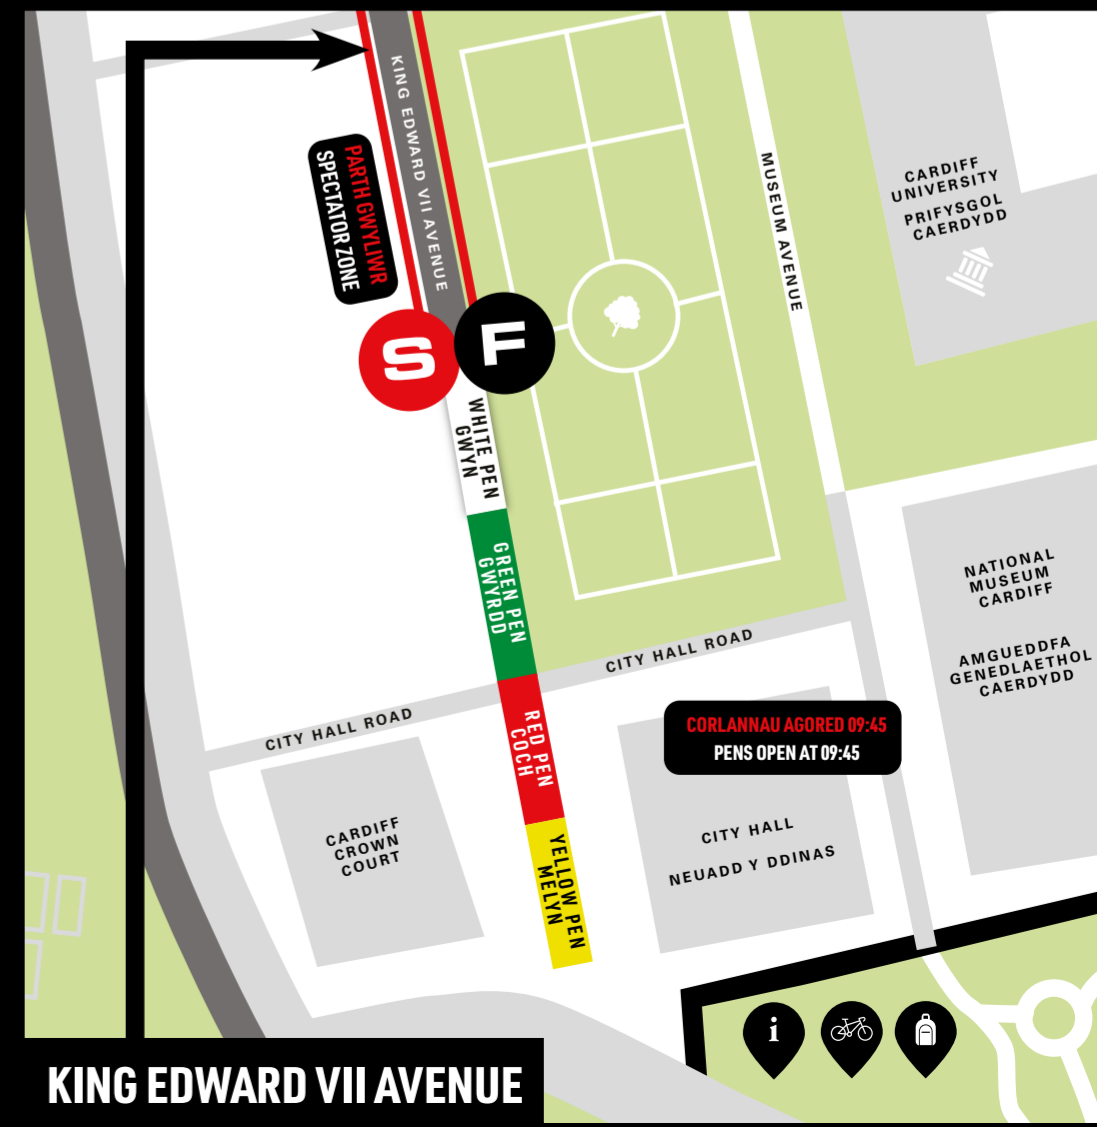 KING EDWARD VII AVENUE
PARTH GWYLIWR
SPECTATOR ZONE
MUSEUM AVENUE
CARDIFF
UNIVERSITY
PRIFYSGOL
CAERDYDD
S
F
WHITE PEN
GWYN
GREEN PEN
GWYRDD
NATIONAL
MUSEUM
CARDIFF
AMGUEDDFA
GENEDLAETHOL
CAERDYDD
CITY HALL ROAD
CITY HALL ROAD
RED PEN
COCH
CORLANNAU AGORED 09:45
PENS OPEN AT 09:45
CARDIFF
CROWN
COURT
YELLOW PEN
MELYN
CITY HALL
NEUADD Y DDINAS
i
KING EDWARD VII AVENUE